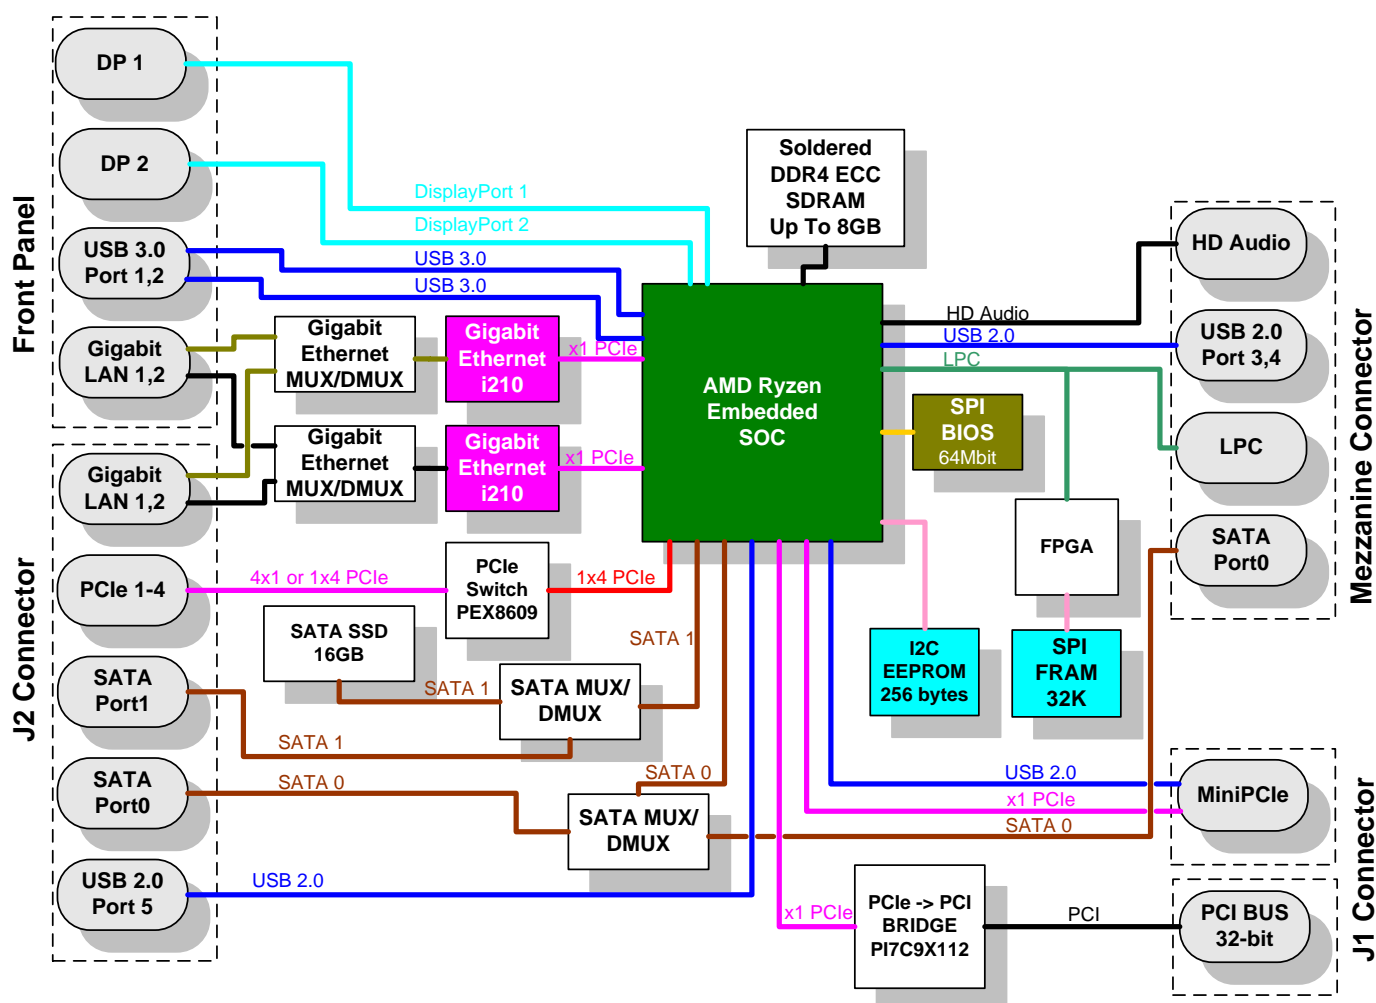 Front Panel
DP 1
DP 2
USB 3.0
Port 1,2
Gigabit
LAN 1,2
J2 Connector
Gigabit
LAN 1,2
PCIe 1-4
SATA
Port1
SATA
Port0
USB 2.0
Port 5
DisplayPort 1
DisplayPort 2
USB 3.0
USB 3.0
Gigabit
Ethernet
MUX/DMUX
Gigabit
Ethernet
i210
x1 PCIe
Gigabit
Ethernet
MUX/DMUX
Gigabit
Ethernet
i210
x1 PCIe
4x1 or 1x4 PCIe
PCIe
Switch
PEX8609
1x4 PCIe
SATA SSD
16GB
SATA 1
SATA 1
SATA MUX/
DMUX
SATA 1
SATA 0
SATA 0
SATA MUX/
DMUX
USB 2.0
Soldered
DDR4 ECC
SDRAM
Up To 8GB
AMD Ryzen
Embedded
SOC
HD Audio
USB 2.0
LPC
SPI
BIOS
64Mbit
FPGA
I2C
EEPROM
256 bytes
SPI
FRAM
32K
USB 2.0
x1 PCIe
SATA 0
x1 PCIe
PCIe -> PCI
BRIDGE
PI7C9X112
PCI
HD Audio
USB 2.0
Port 3,4
LPC
SATA
Port0
Mezzanine Connector
MiniPCIe
PCI BUS
32-bit
J1 Connector